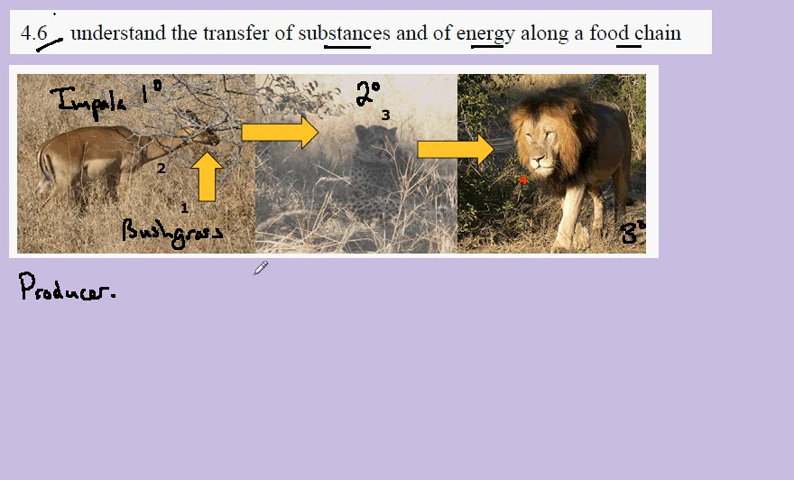 4.6 understand the transfer of substances and of energy along a food chain
Impala 1°
2°
3
2
1
Bushgrass
3°
Producer.